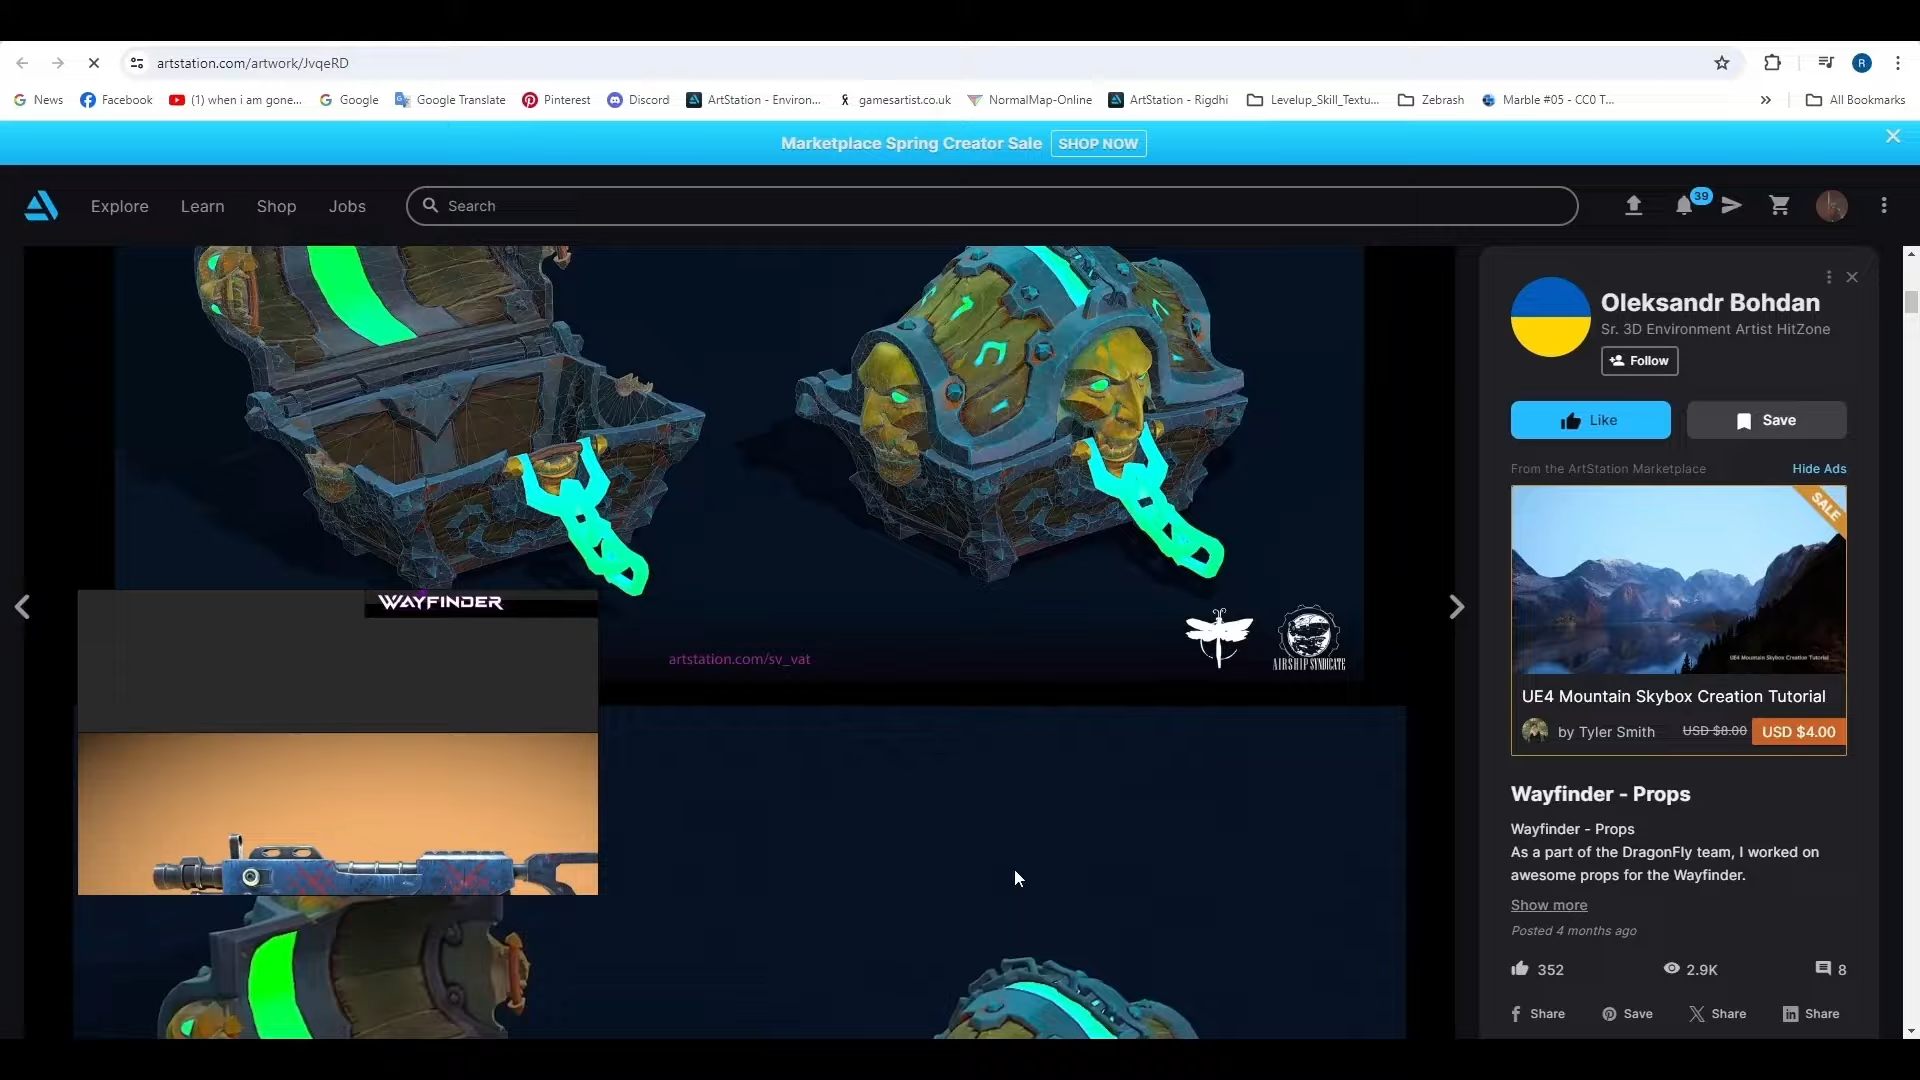 artstation.com/artwork/JvqeRD
R
News
Facebook
(1) when i am gone...
Google
Google Translate
Pinterest
Discord
ArtStation - Environ...
gamesartist.co.uk
NormalMap-Online
ArtStation - Rigdhi
Levelup_Skill_Textu...
Zebrash
Marble #05 - CC0 T...
All Bookmarks
Marketplace Spring Creator Sale
SHOP NOW
Explore
Learn
Shop
Jobs
Search
39
WAYFINDER
artstation.com/sv_vat
AIRSHIP SYNDICATE
Oleksandr Bohdan
Sr. 3D Environment Artist HitZone
Follow
Like
Save
From the ArtStation Marketplace
Hide Ads
SALE
UE4 Mountain Skybox Creation Tutorial
UE4 Mountain Skybox Creation Tutorial
by Tyler Smith
USD $8.00
USD $4.00
Wayfinder - Props
Wayfinder - Props
As a part of the DragonFly team, I worked on
awesome props for the Wayfinder.
Show more
Posted 4 months ago
352
2.9K
8
Share
Save
Share
Share